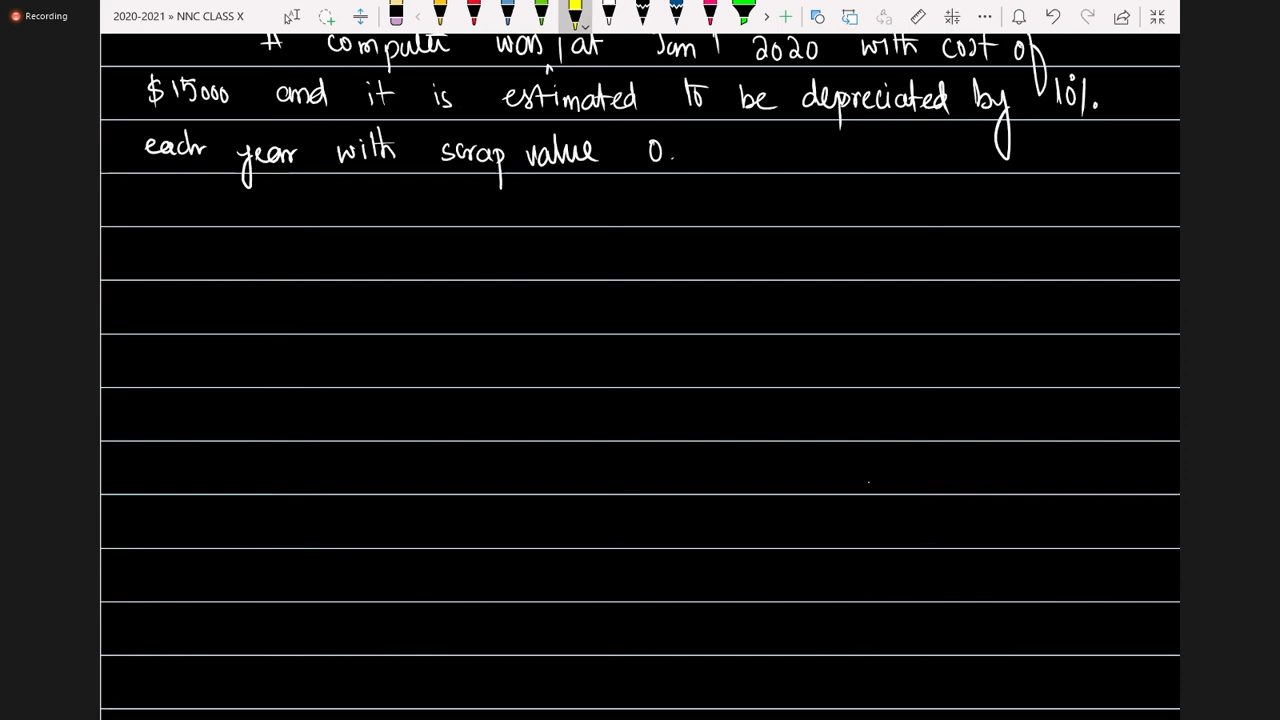 Recording
2020-2021 » NNC CLASS X
A computer was at Jan 1 2020 with cost of
$15000 and it is estimated to be depreciated by 10%.
each year with scrap value 0.